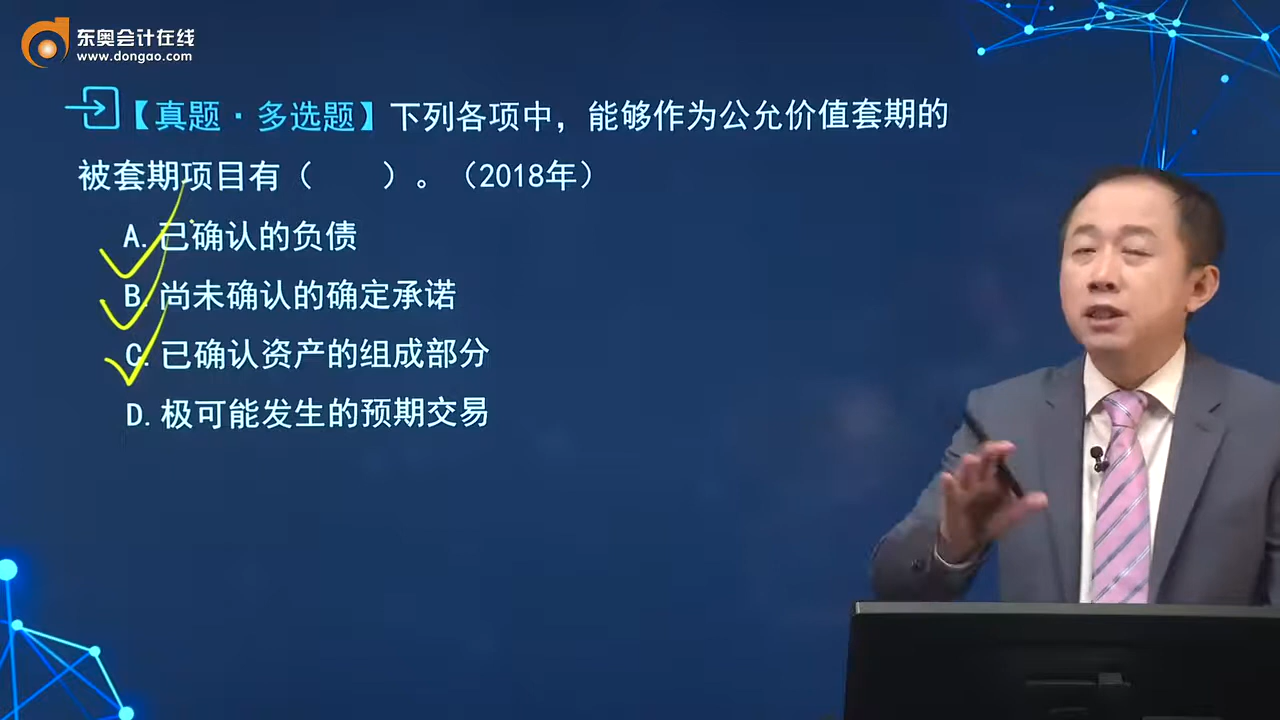 东奥会计在线
www.dongao.com
【真题·多选题】下列各项中，能够作为公允价值套期的
被套期项目有（　　）。（2018年）
A.已确认的负债
B.尚未确认的确定承诺
C.已确认资产的组成部分
D.极可能发生的预期交易